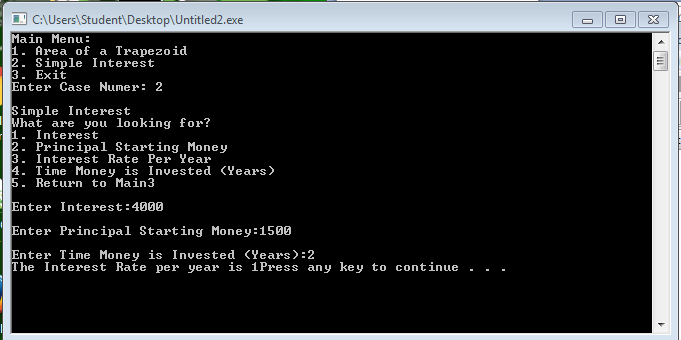 C:\Users\Student\Desktop\Untitled2.exe
Main Menu:
1. Area of a Trapezoid
2. Simple Interest
3. Exit
Enter Case Numer: 2
Simple Interest
What are you looking for?
1. Interest
2. Principal Starting Money
3. Interest Rate Per Year
4. Time Money is Invested (Years)
5. Return to Main3
Enter Interest:4000
Enter Principal Starting Money:1500
Enter Time Money is Invested (Years):2
The Interest Rate per year is 1Press any key to continue . . .